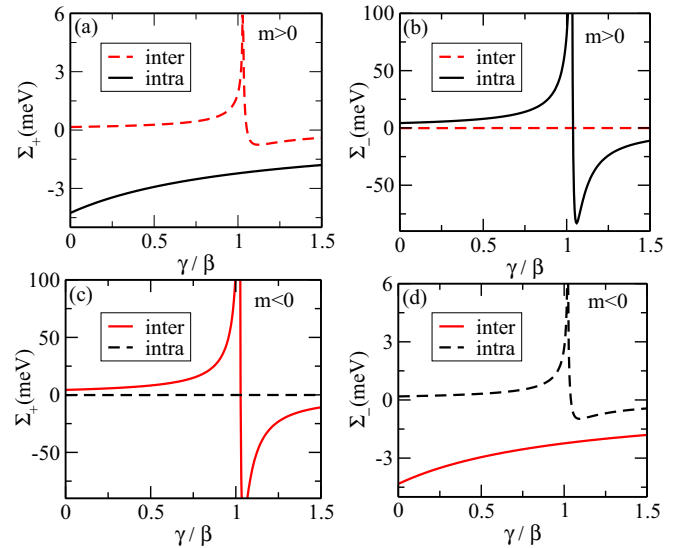 (a)
m>0
inter
intra
Σ₊(meV)
6
3
0
-3
0
0.5
1
1.5
γ / β
(b)
m>0
inter
intra
Σ₋(meV)
100
50
0
-50
0
0.5
1
1.5
γ / β
(c)
m<0
inter
intra
Σ₊(meV)
100
50
0
-50
0
0.5
1
1.5
γ / β
(d)
m<0
inter
intra
Σ₋(meV)
6
3
0
-3
0
0.5
1
1.5
γ / β